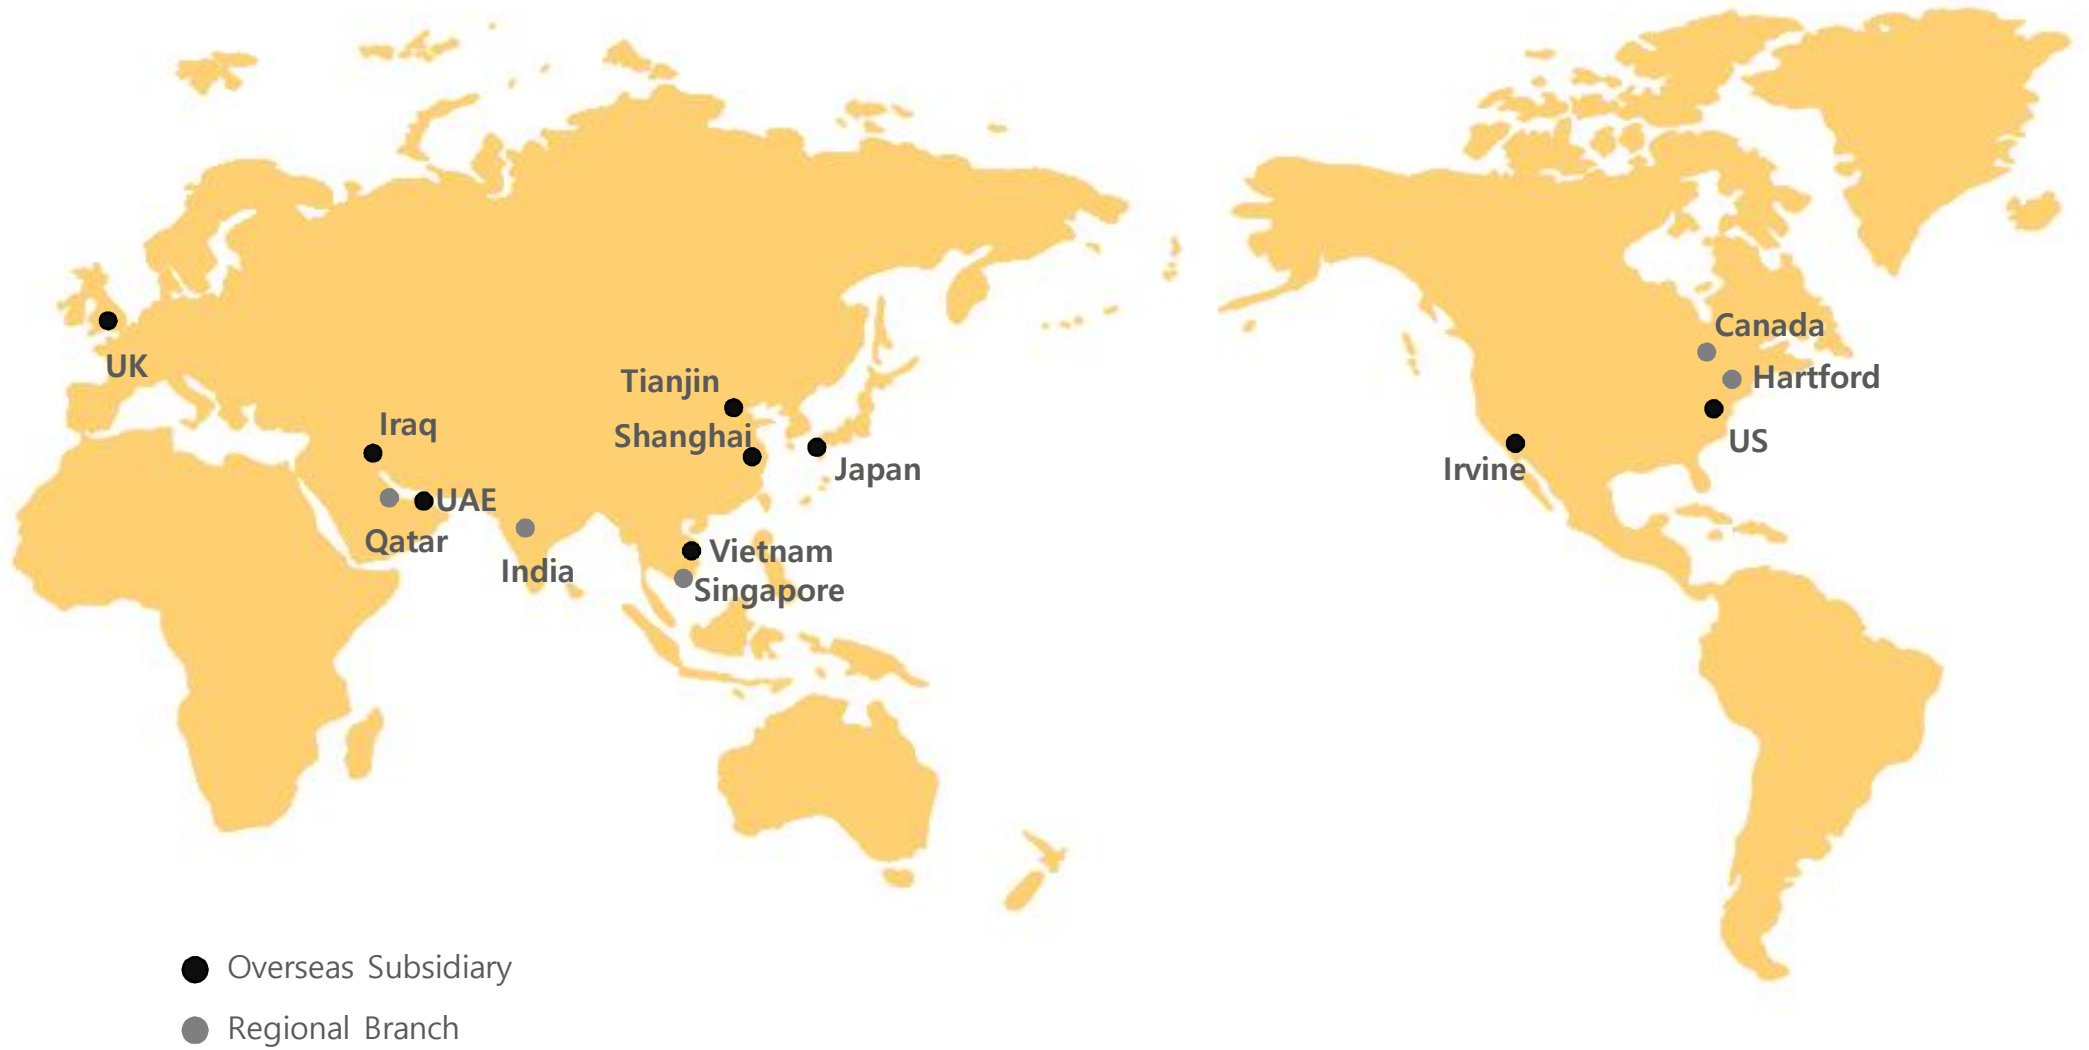 Canada
UK
Hartford
Tianjin
Iraq
Shanghai
US
Japan
Irvine
UAE
Qatar
Vietnam
India
Singapore
Overseas Subsidiary
Regional Branch